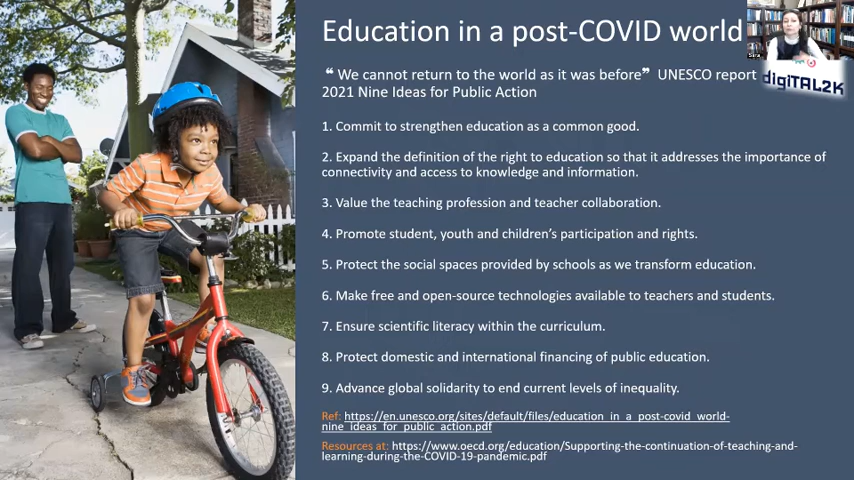 Education in a post-COVID world
❝ We cannot return to the world as it was before❞ UNESCO report
2021 Nine Ideas for Public Action
1. Commit to strengthen education as a common good.
2. Expand the definition of the right to education so that it addresses the importance of
connectivity and access to knowledge and information.
3. Value the teaching profession and teacher collaboration.
4. Promote student, youth and children's participation and rights.
5. Protect the social spaces provided by schools as we transform education.
6. Make free and open-source technologies available to teachers and students.
7. Ensure scientific literacy within the curriculum.
8. Protect domestic and international financing of public education.
9. Advance global solidarity to end current levels of inequality.
Ref: https://en.unesco.org/sites/default/files/education_in_a_post-covid_world-
nine_ideas_for_public_action.pdf
Resources at: https://www.oecd.org/education/Supporting-the-continuation-of-teaching-and-
learning-during-the-COVID-19-pandemic.pdf
digiTAL2K